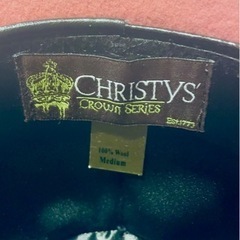 CHRISTYS'
CROWN SERIES
EST.1773
100% Wool
Medium